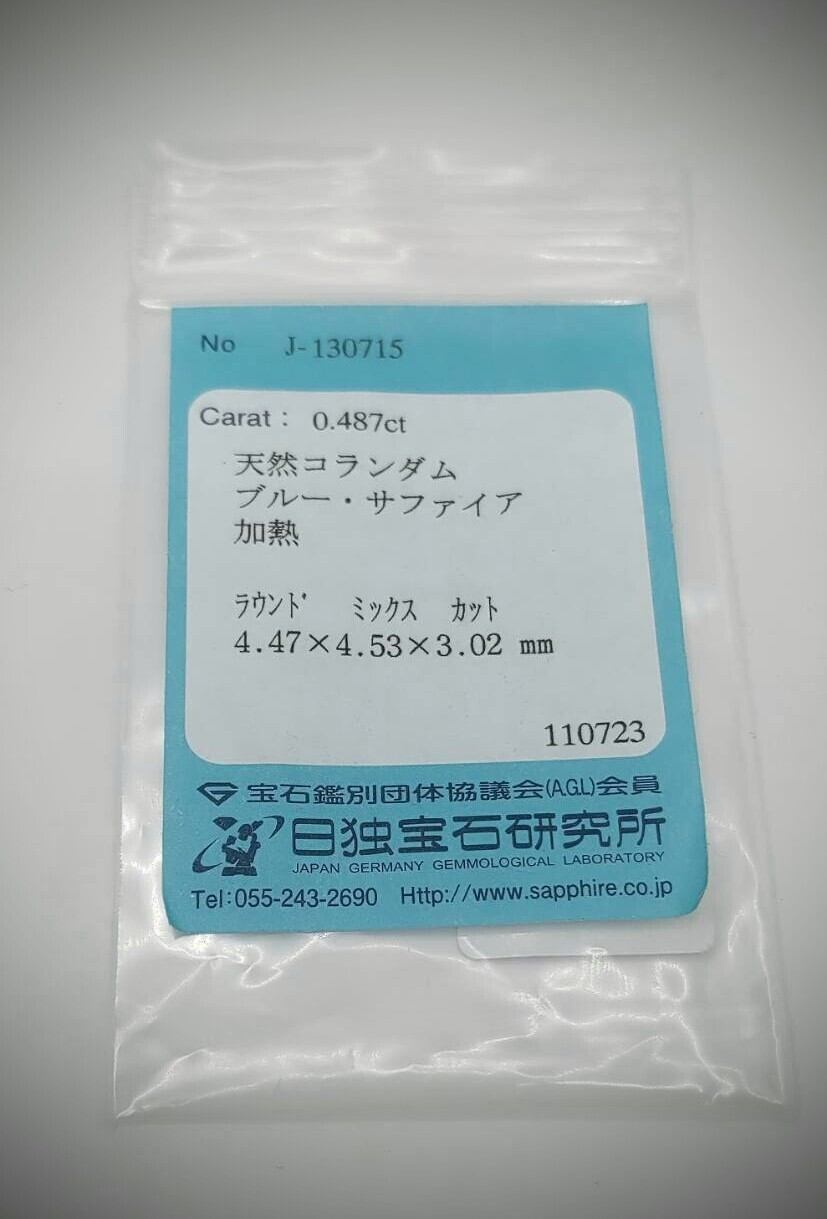 No J-130715
Carat : 0.487ct
天然コランダム
ブルー・サファイア
加熱
ﾗｳﾝﾄﾞ ﾐｯｸｽ ｶｯﾄ
4.47×4.53×3.02 ㎜
110723
宝石鑑別団体協議会(A.G.L.)会員
日独宝石研究所
JAPAN GERMANY GEMMOLOGICAL LABORATORY
Tel:055-243-2690 Http://www.sapphire.co.jp